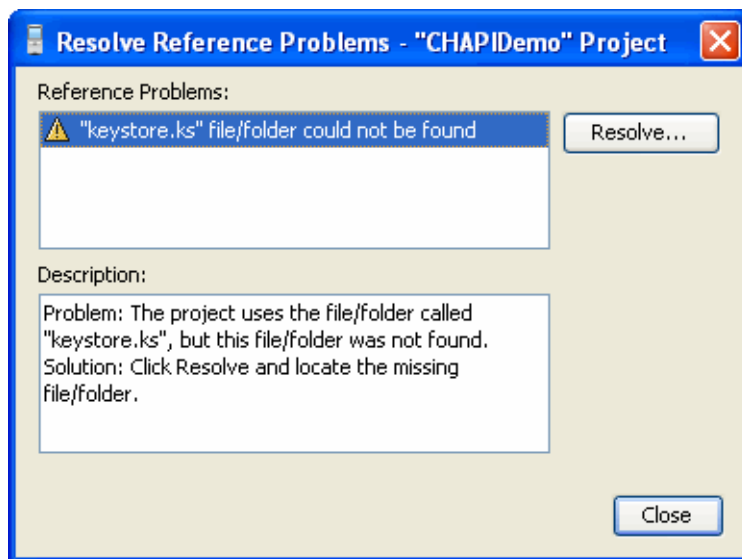 Resolve Reference Problems - "CHAPIDemo" Project
Reference Problems:
"keystore.ks" file/folder could not be found
Resolve...
Description:
Problem: The project uses the file/folder called
"keystore.ks", but this file/folder was not found.
Solution: Click Resolve and locate the missing
file/folder.
Close